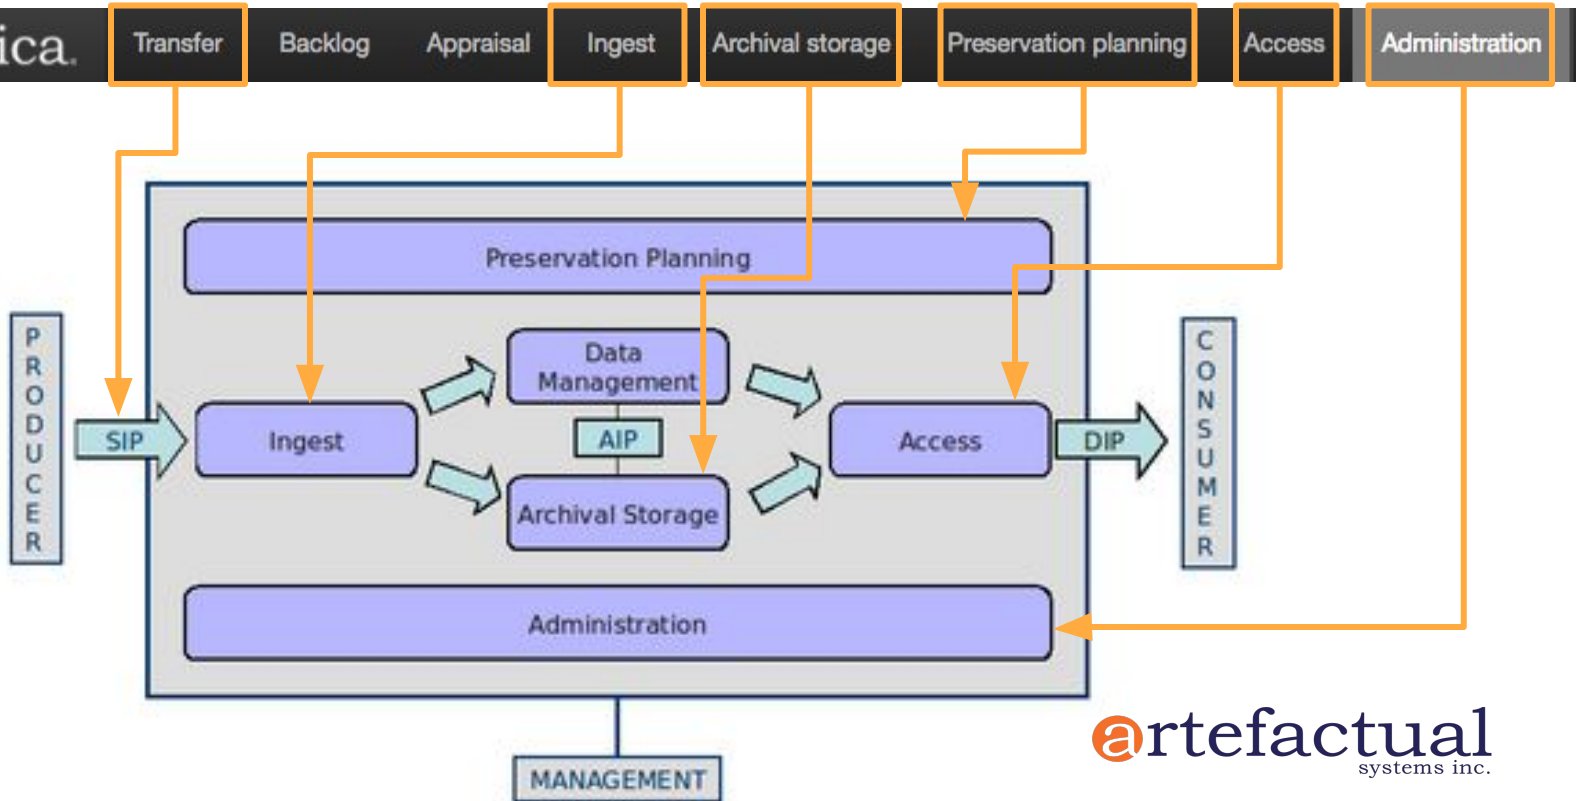 ica.
Transfer
Backlog
Appraisal
Ingest
Archival storage
Preservation planning
Access
Administration
Preservation Planning
PRODUCER
SIP
Ingest
Data
Management
AIP
Archival Storage
Access
DIP
CONSUMER
Administration
MANAGEMENT
artefactual
systems inc.